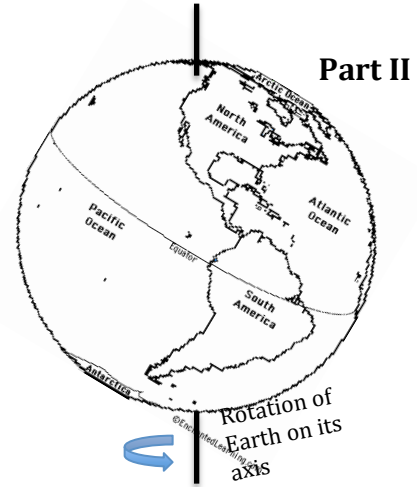 Part II
Arctic Ocean
North
America
Atlantic
Ocean
Pacific
Ocean
Equator
South
America
Antarctica
©EnchantedLearning.c
Rotation of
Earth on its
axis